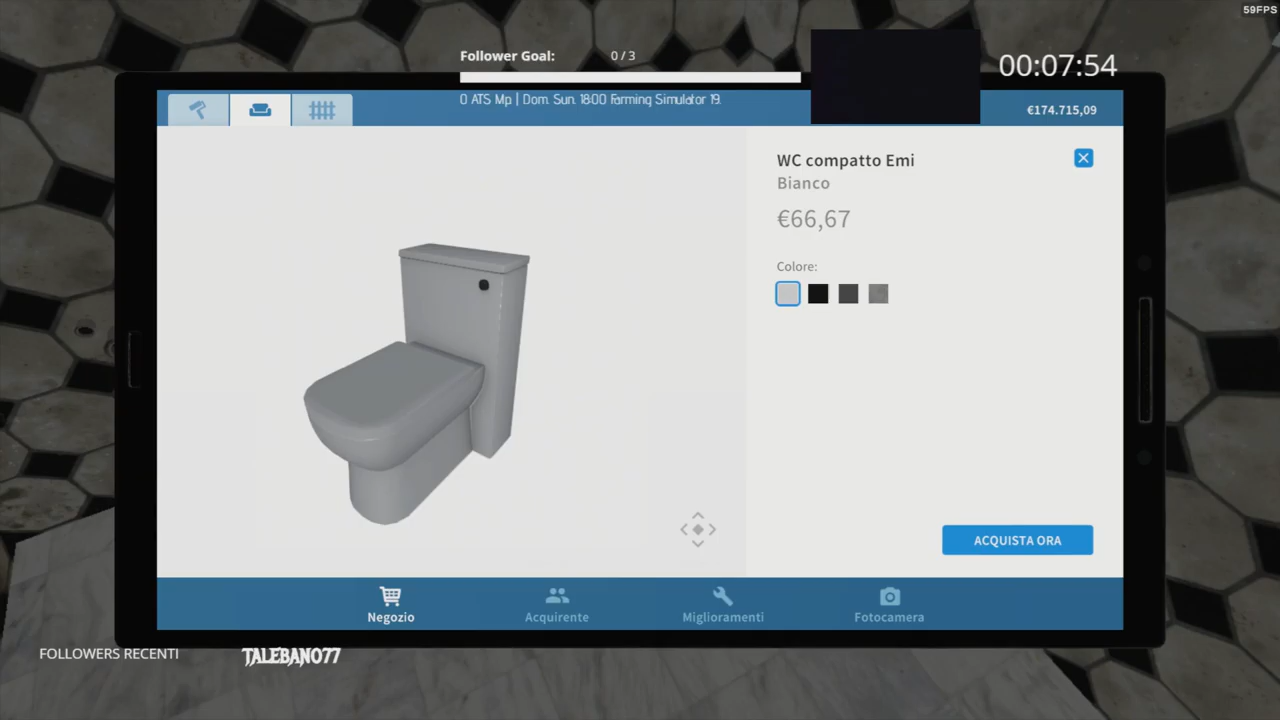 59FPS
Follower Goal: 0 / 3
00:07:54
0 ATS Mp | Dom. Sun. 18:00 Farming Simulator 19.
€174.715,09
WC compatto Emi
Bianco
€66,67
Colore:
ACQUISTA ORA
Negozio
Acquirente
Miglioramenti
Fotocamera
FOLLOWERS RECENTI
TALEBANO77